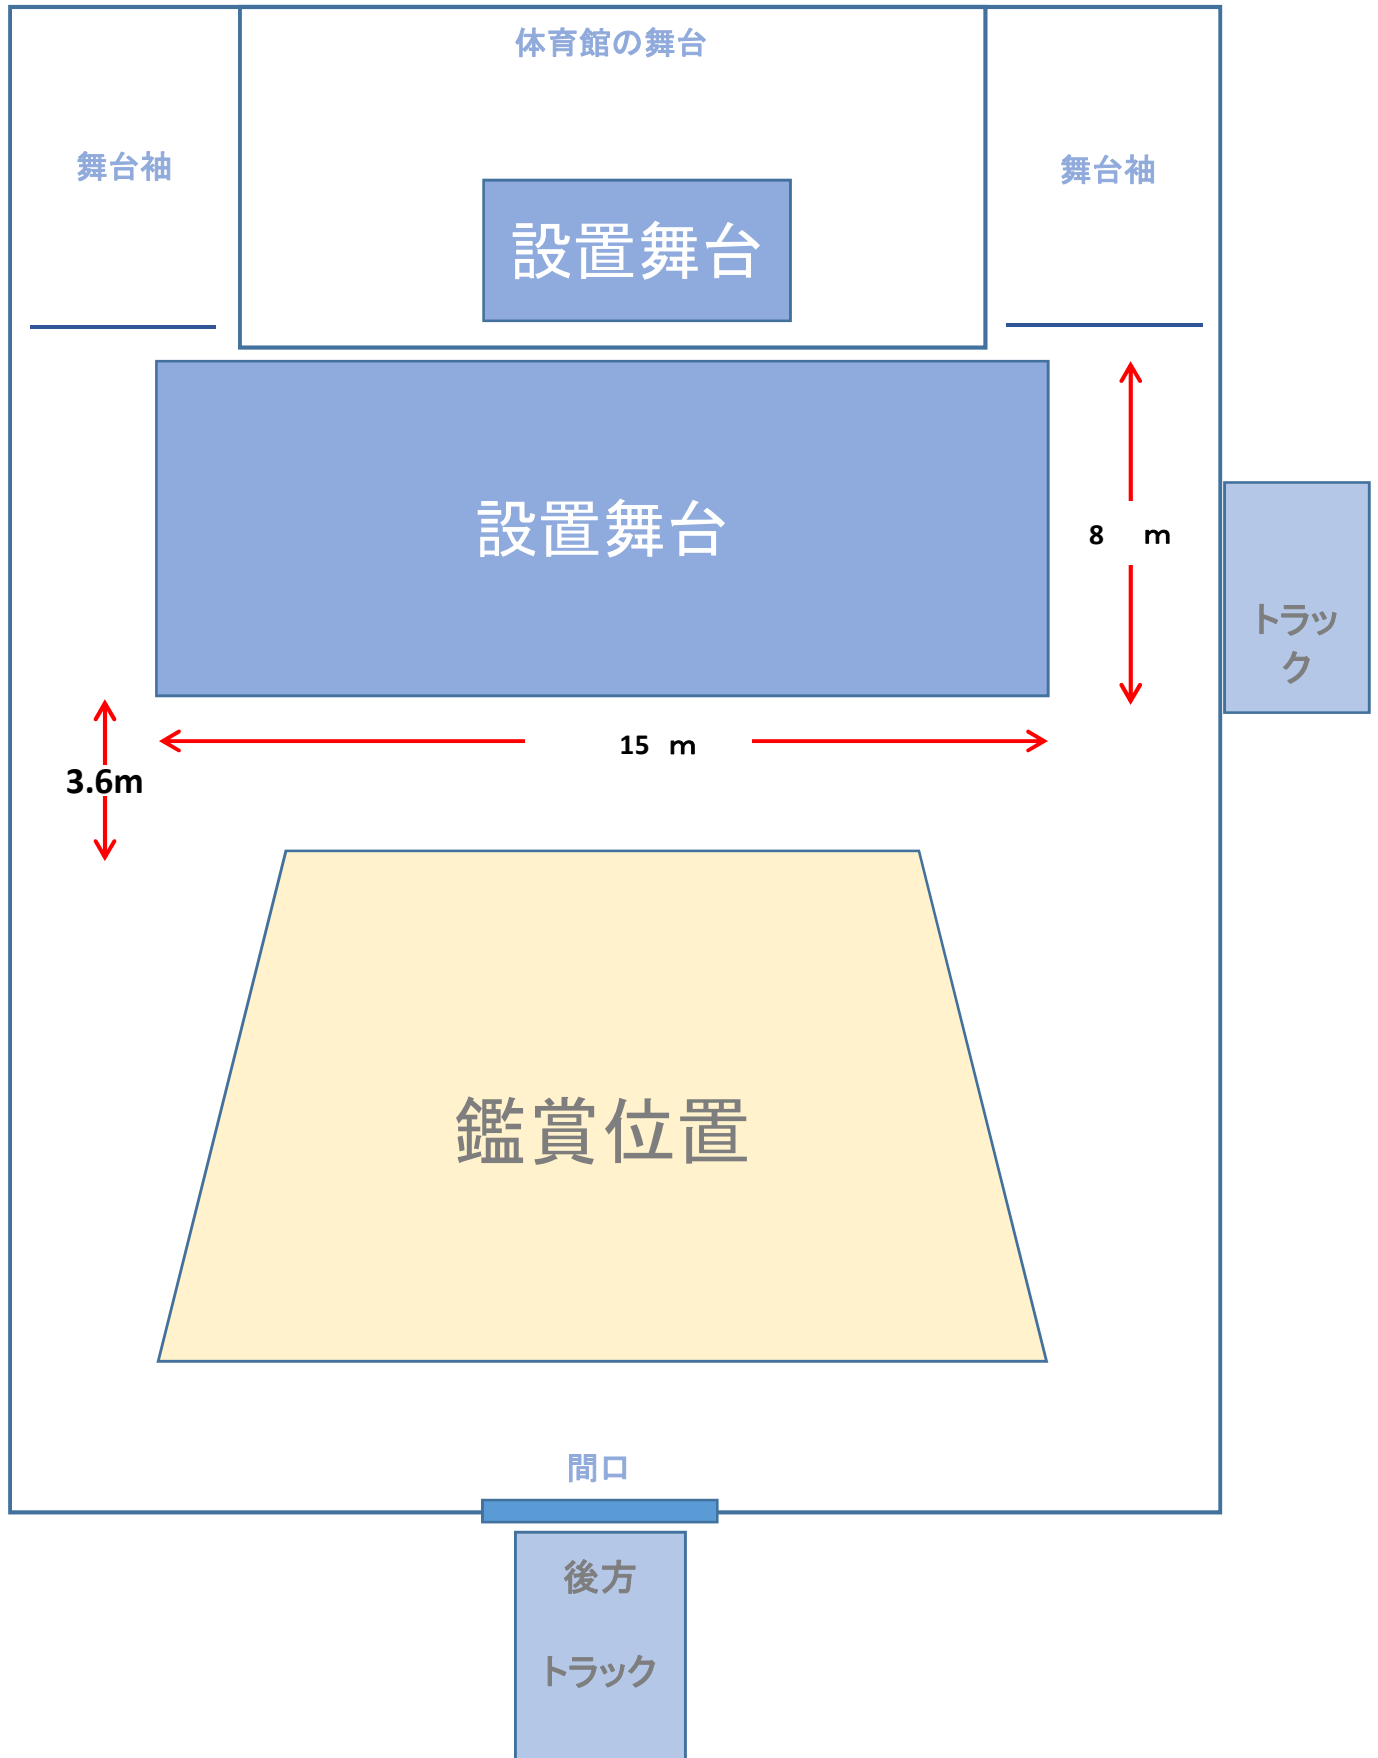 体育館の舞台
舞台袖
舞台袖
設置舞台
設置舞台
8 m
トラッ
ク
15 m
3.6m
鑑賞位置
間口
後方
トラック